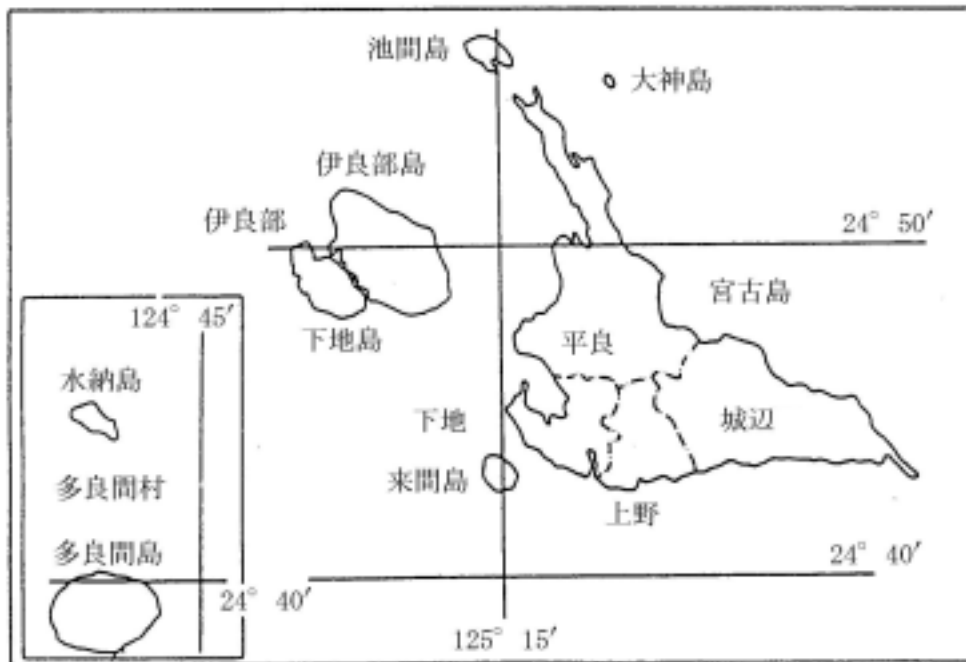 池間島
大神島
伊良部島
伊良部
24° 50′
宮古島
124° 45′
下地島
平良
水納島
下地
城辺
来間島
多良間村
上野
多良間島
24° 40′
24° 40′
125° 15′